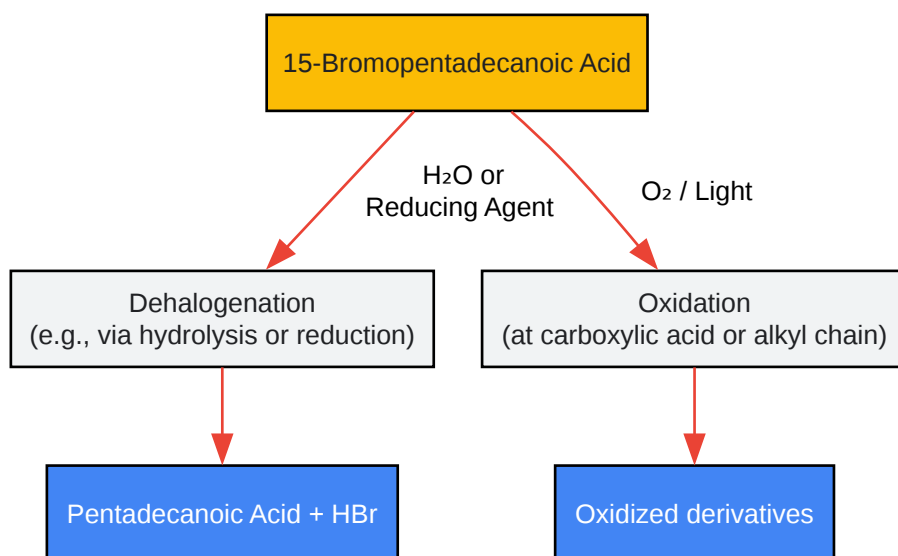 15-Bromopentadecanoic Acid
H₂O or
Reducing Agent
O₂ / Light
Dehalogenation
(e.g., via hydrolysis or reduction)
Oxidation
(at carboxylic acid or alkyl chain)
Pentadecanoic Acid + HBr
Oxidized derivatives